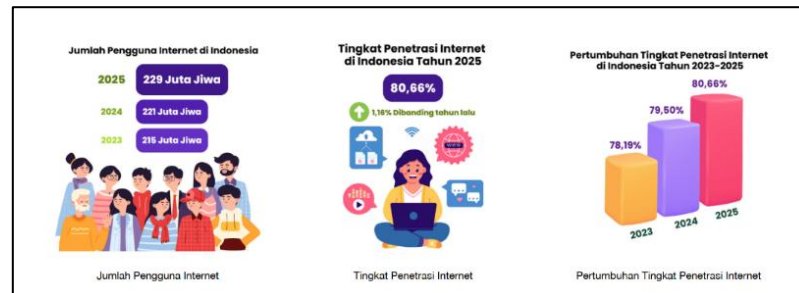 Jumlah Pengguna Internet di Indonesia
2025 229 Juta Jiwa
2024 221 Juta Jiwa
2023 215 Juta Jiwa
Jumlah Pengguna Internet
Tingkat Penetrasi Internet
di Indonesia Tahun 2025
80,66%
1,16% Dibanding tahun lalu
Tingkat Penetrasi Internet
Pertumbuhan Tingkat Penetrasi Internet
di Indonesia Tahun 2023-2025
78,19%
79,50%
80,66%
2023
2024
2025
Pertumbuhan Tingkat Penetrasi Internet